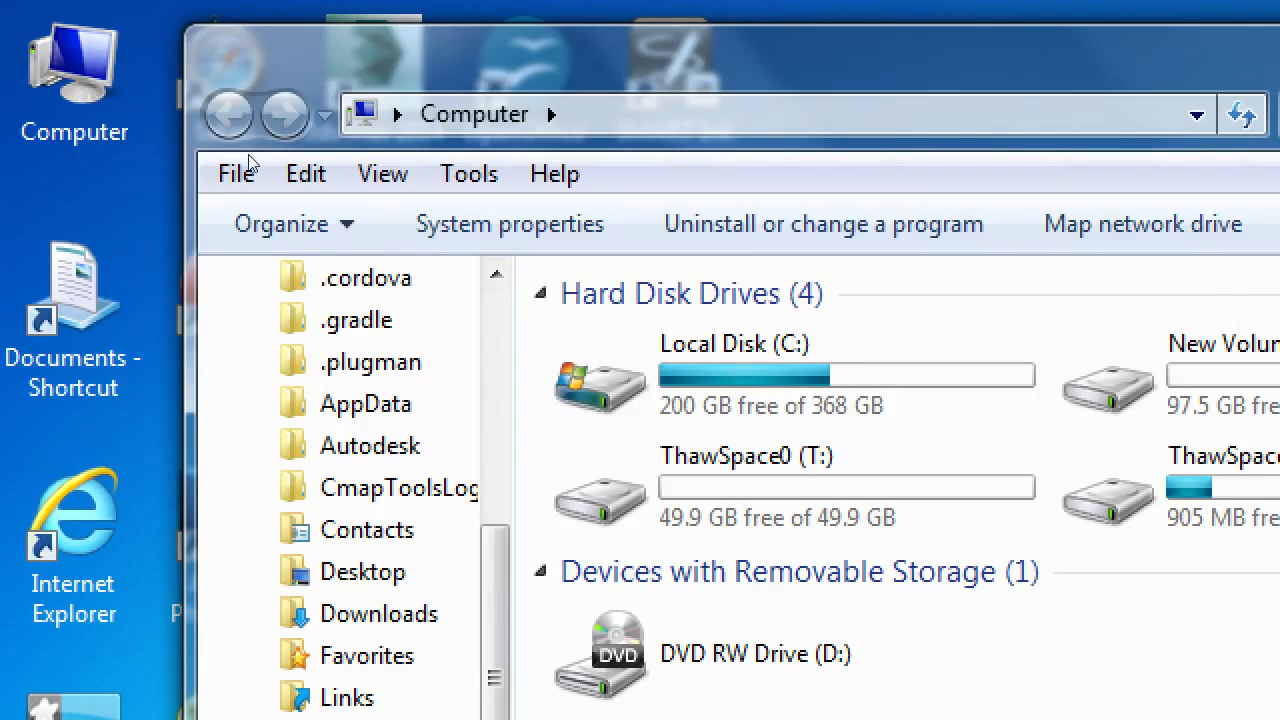 Computer
Documents -
Shortcut
Internet
Explorer
Computer
File Edit View Tools Help
Organize System properties Uninstall or change a program Map network drive
.cordova
.gradle
.plugman
AppData
Autodesk
CmapToolsLog
Contacts
Desktop
Downloads
Favorites
Links
Hard Disk Drives (4)
Local Disk (C:)
200 GB free of 368 GB
New Volum
97.5 GB fre
ThawSpace0 (T:)
49.9 GB free of 49.9 GB
ThawSpac
905 MB fre
Devices with Removable Storage (1)
DVD
DVD RW Drive (D:)